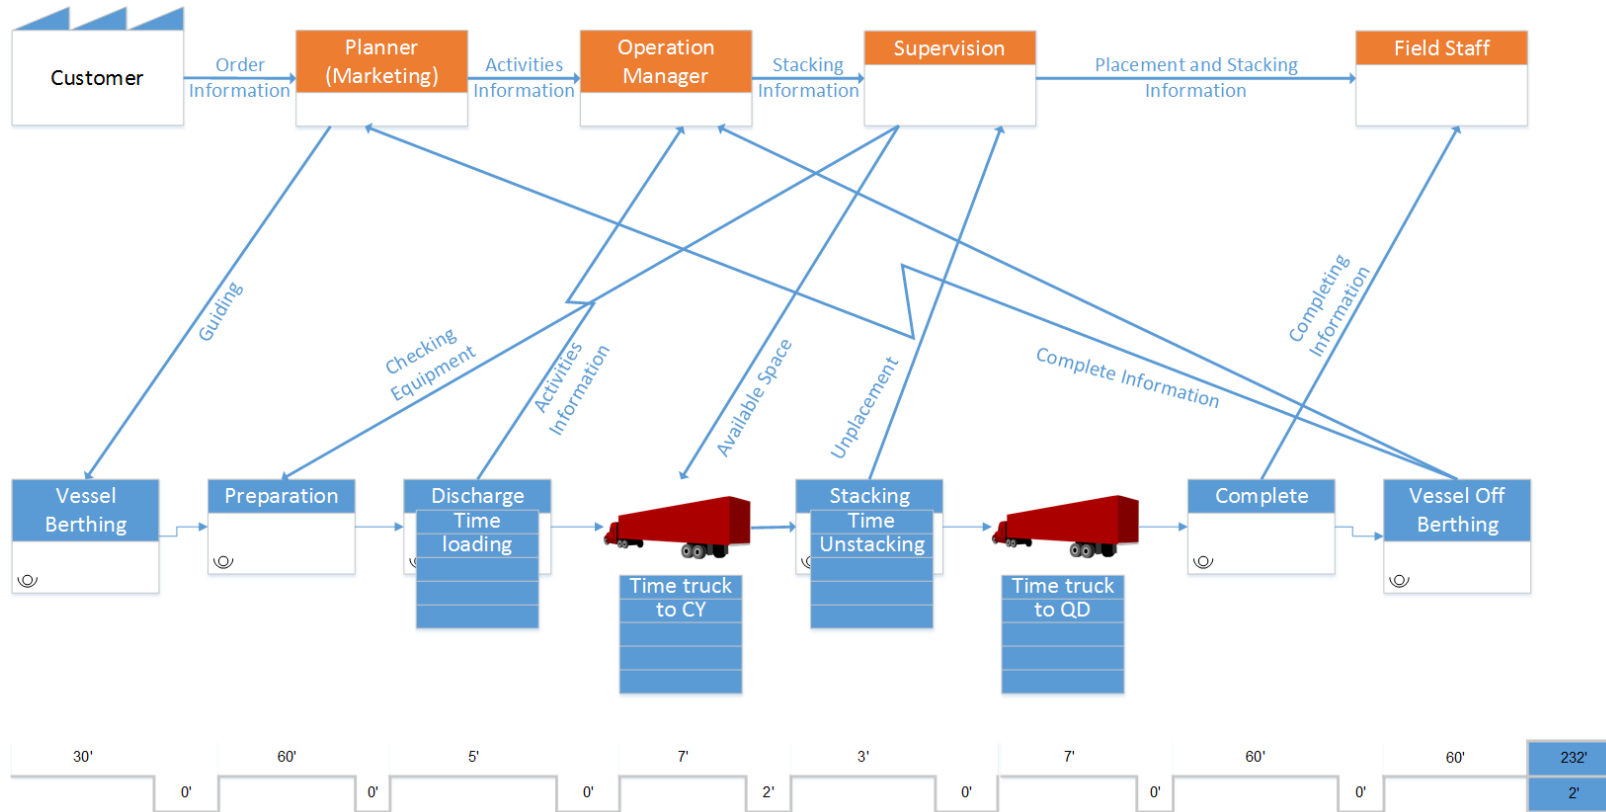 Customer
Order
Information
Planner
(Marketing)
Activities
Information
Operation
Manager
Stacking
Information
Supervision
Placement and Stacking
Information
Field Staff
Guiding
Checking
Equipment
Activities
Information
Available Space
Unplacement
Complete Information
Completing
Information
Vessel
Berthing
Preparation
Discharge
Time
loading
Time truck
to CY
Stacking
Time
Unstacking
Time truck
to QD
Complete
Vessel Off
Berthing
30' 60' 5' 7' 3' 7' 60' 60' 232'
0' 0' 0' 2' 0' 0' 0' 2'